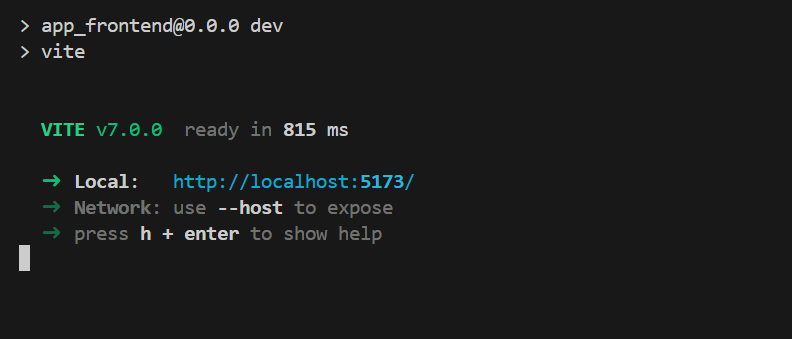 > app_frontend@0.0.0 dev
> vite
VITE v7.0.0 ready in 815 ms
➜ Local: http://localhost:5173/
➜ Network: use --host to expose
➜ press h + enter to show help